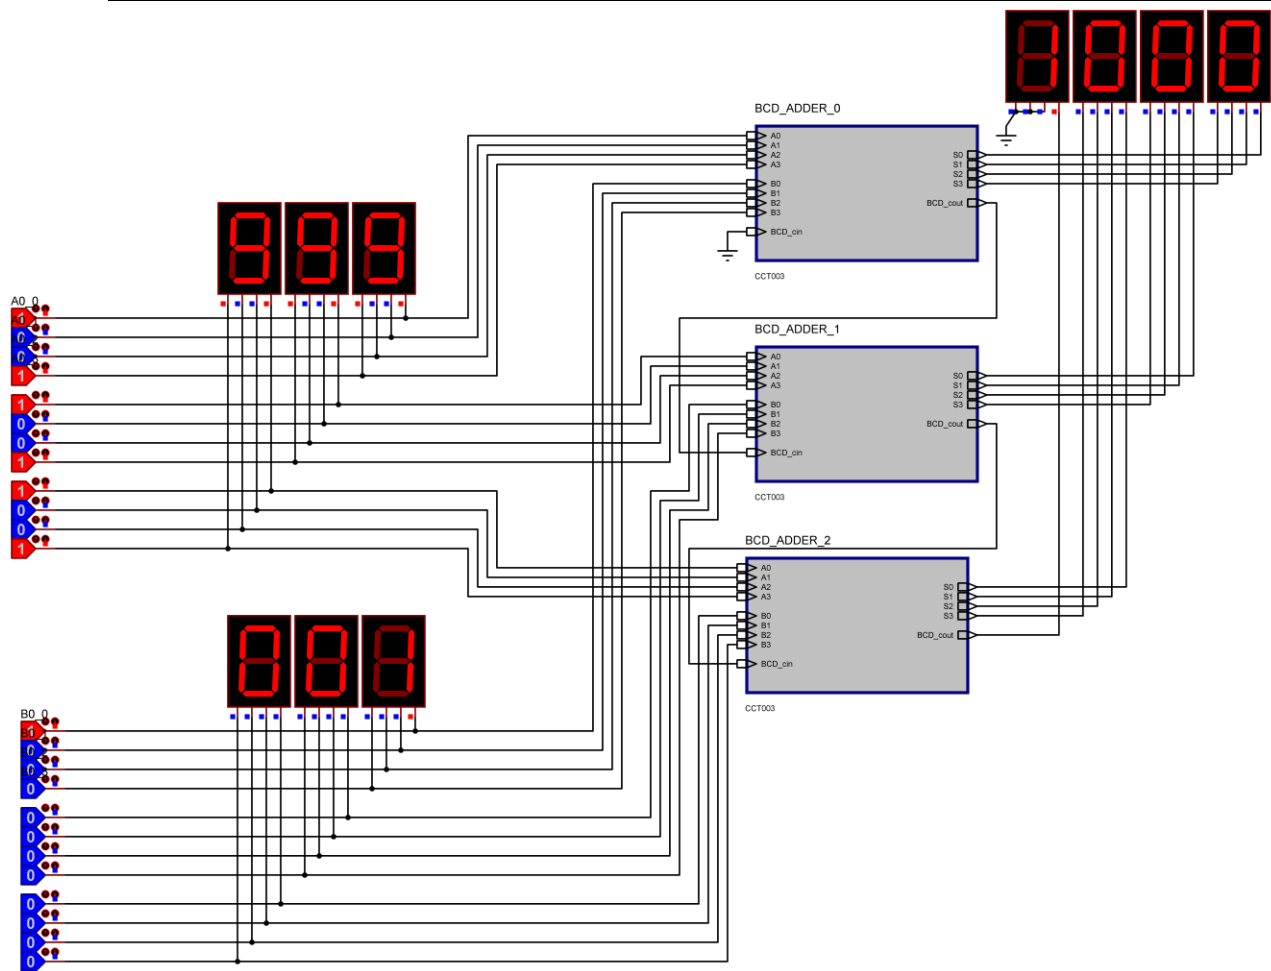 1000
BCD_ADDER_0
A0
A1
A2
A3
B0
B1
B2
B3
BCD_cin
S0
S1
S2
S3
BCD_cout
CCT003
999
A0_0
1
0
0
1
1
0
0
1
1
0
0
1
BCD_ADDER_1
A0
A1
A2
A3
B0
B1
B2
B3
BCD_cin
S0
S1
S2
S3
BCD_cout
CCT003
BCD_ADDER_2
A0
A1
A2
A3
B0
B1
B2
B3
BCD_cin
S0
S1
S2
S3
BCD_cout
CCT003
001
B0_0
1
0
0
0
0
0
0
0
0
0
0
0